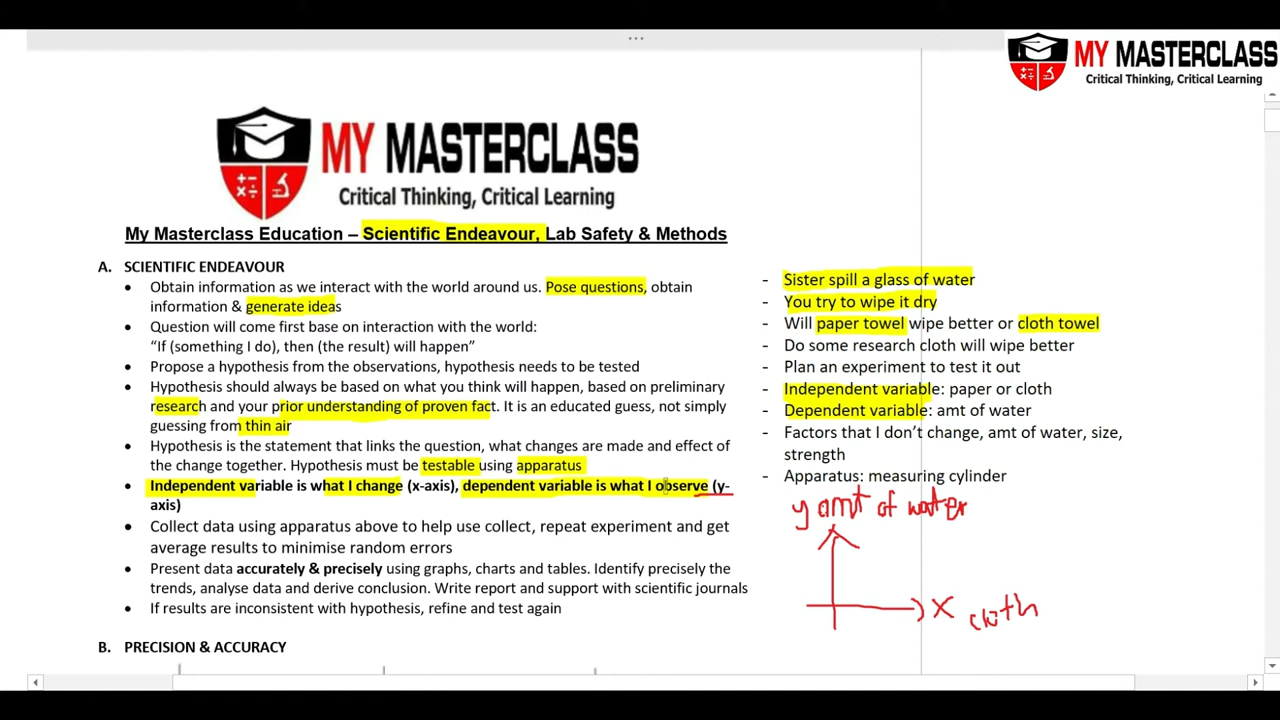 MY MASTERCLASS
Critical Thinking, Critical Learning
MY MASTERCLASS
Critical Thinking, Critical Learning
My Masterclass Education – Scientific Endeavour, Lab Safety & Methods
A. SCIENTIFIC ENDEAVOUR
• Obtain information as we interact with the world around us. Pose questions, obtain
information & generate ideas
• Question will come first base on interaction with the world:
“If (something I do), then (the result) will happen”
• Propose a hypothesis from the observations, hypothesis needs to be tested
• Hypothesis should always be based on what you think will happen, based on preliminary
research and your prior understanding of proven fact. It is an educated guess, not simply
guessing from thin air
• Hypothesis is the statement that links the question, what changes are made and effect of
the change together. Hypothesis must be testable using apparatus
• Independent variable is what I change (x-axis), dependent variable is what I observe (y-
axis)
• Collect data using apparatus above to help use collect, repeat experiment and get
average results to minimise random errors
• Present data accurately & precisely using graphs, charts and tables. Identify precisely the
trends, analyse data and derive conclusion. Write report and support with scientific journals
• If results are inconsistent with hypothesis, refine and test again
B. PRECISION & ACCURACY
- Sister spill a glass of water
- You try to wipe it dry
- Will paper towel wipe better or cloth towel
- Do some research cloth will wipe better
- Plan an experiment to test it out
- Independent variable: paper or cloth
- Dependent variable: amt of water
- Factors that I don’t change, amt of water, size,
strength
- Apparatus: measuring cylinder
y amt of water
x cloth